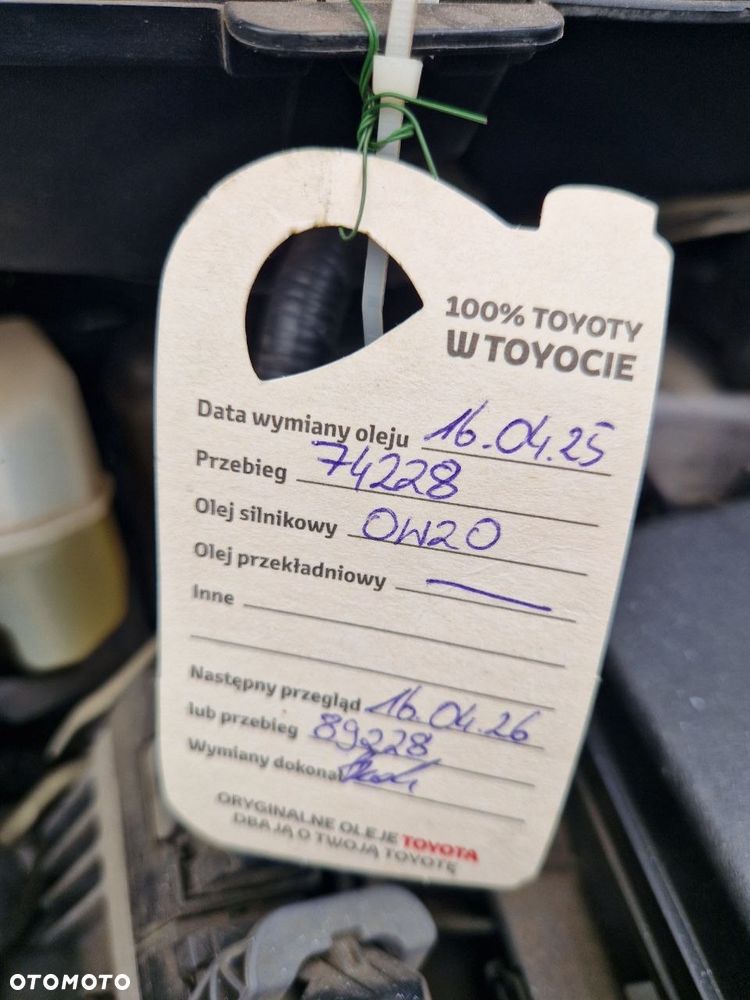 100% TOYOTY
W TOYOCIE
Data wymiany oleju 16.04.25
Przebieg 74228
Olej silnikowy 0W20
Olej przekładniowy —
Inne
Następny przegląd 16.04.26
lub przebieg 89228
Wymiany dokonał
ORYGINALNE OLEJE TOYOTA
DBAJĄ O TWOJĄ TOYOTĘ
OTOMOTO